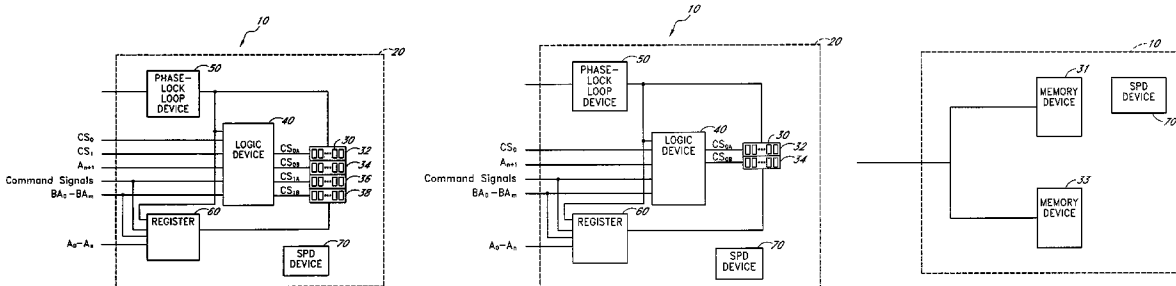 10
20
50
PHASE-
LOCK
LOOP
DEVICE
40
LOGIC
DEVICE
CS0
CS1
An+1
Command Signals
BA0-BAm
CS0A
CS0B
CS1A
CS1B
30
32
34
36
38
60
REGISTER
A0-An
70
SPD
DEVICE
10
20
50
PHASE-
LOCK
LOOP
DEVICE
40
LOGIC
DEVICE
CS0
An+1
Command Signals
BA0-BAm
CS0A
CS0B
30
32
34
60
REGISTER
A0-An
70
SPD
DEVICE
10
31
MEMORY
DEVICE
SPD
DEVICE
70
33
MEMORY
DEVICE